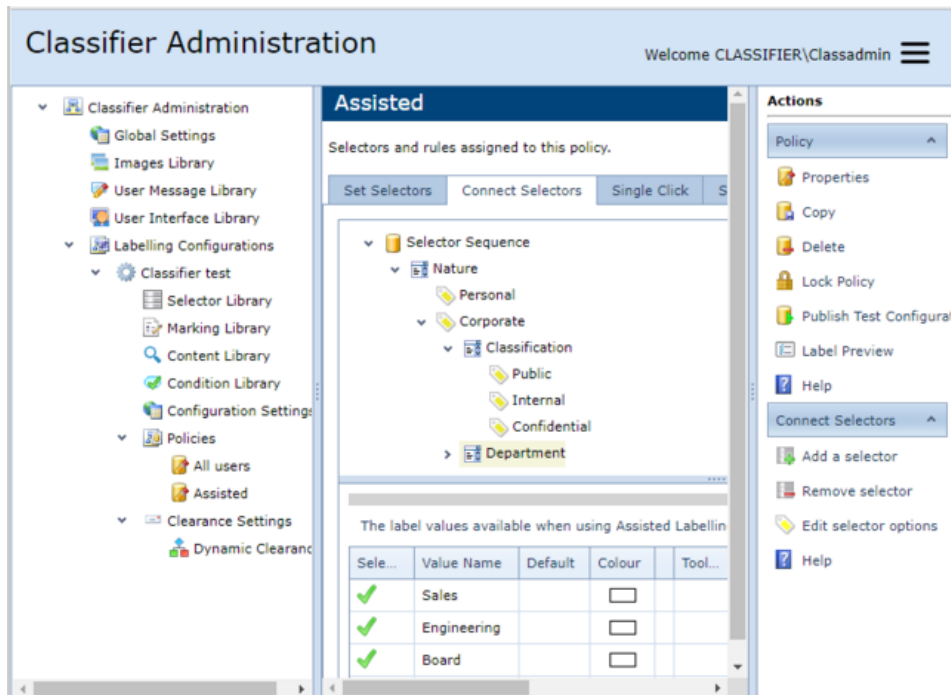 Classifier Administration
Welcome CLASSIFIER\Classadmin
Classifier Administration
Global Settings
Images Library
User Message Library
User Interface Library
Labelling Configurations
Classifier test
Selector Library
Marking Library
Content Library
Condition Library
Configuration Settings
Policies
All users
Assisted
Clearance Settings
Dynamic Clearanc
Assisted
Selectors and rules assigned to this policy.
Set Selectors Connect Selectors Single Click S
Selector Sequence
Nature
Personal
Corporate
Classification
Public
Internal
Confidential
Department
The label values available when using Assisted Labellin
Sele... Value Name Default Colour Tool...
Sales
Engineering
Board
Actions
Policy
Properties
Copy
Delete
Lock Policy
Publish Test Configurat
Label Preview
Help
Connect Selectors
Add a selector
Remove selector
Edit selector options
Help